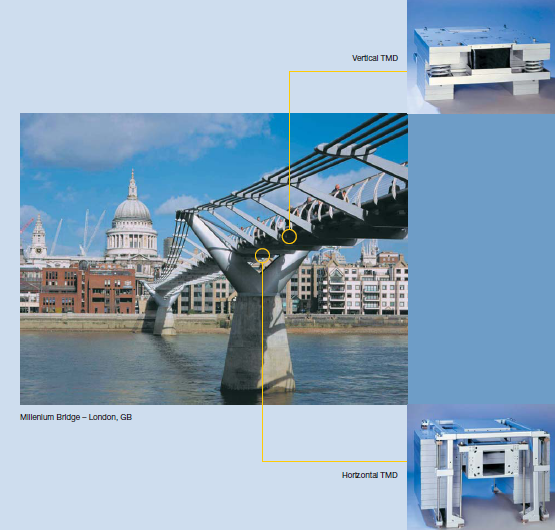 Vertical TMD
Millenium Bridge – London, GB
Horizontal TMD